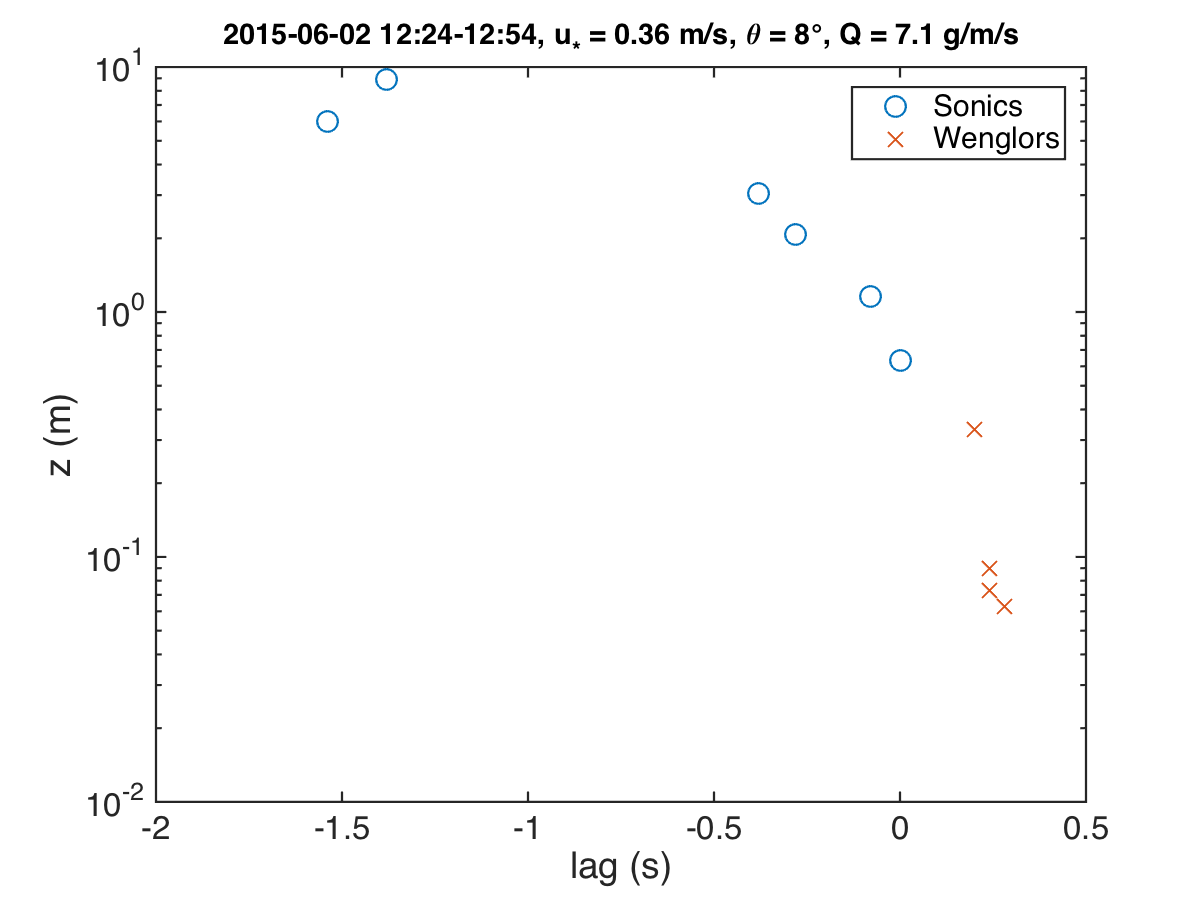 2015-06-02 12:24-12:54, u* = 0.36 m/s, θ = 8°, Q = 7.1 g/m/s
Sonics
Wenglors
z (m)
10^1
10^0
10^-1
10^-2
-2 -1.5 -1 -0.5 0 0.5
lag (s)